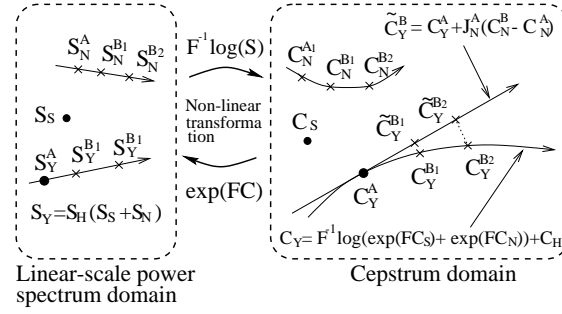 C̃_Y^B = C_Y^A + J_N^A (C_N^B - C_N^A)
S_N^A S_N^B1 S_N^B2
F^-1 log(S)
C_N^A1 C_N^B1 C_N^B2
S_S
Non-linear
transforma
tion
C_S
C̃_Y^B1 C̃_Y^B2
S_Y^A S_Y^B1 S_Y^B1
exp(FC)
C_Y^A C_Y^B1 C_Y^B2
S_Y=S_H(S_S+S_N)
C_Y= F^-1 log(exp(FC_S)+ exp(FC_N))+C_H
Linear-scale power
spectrum domain
Cepstrum domain